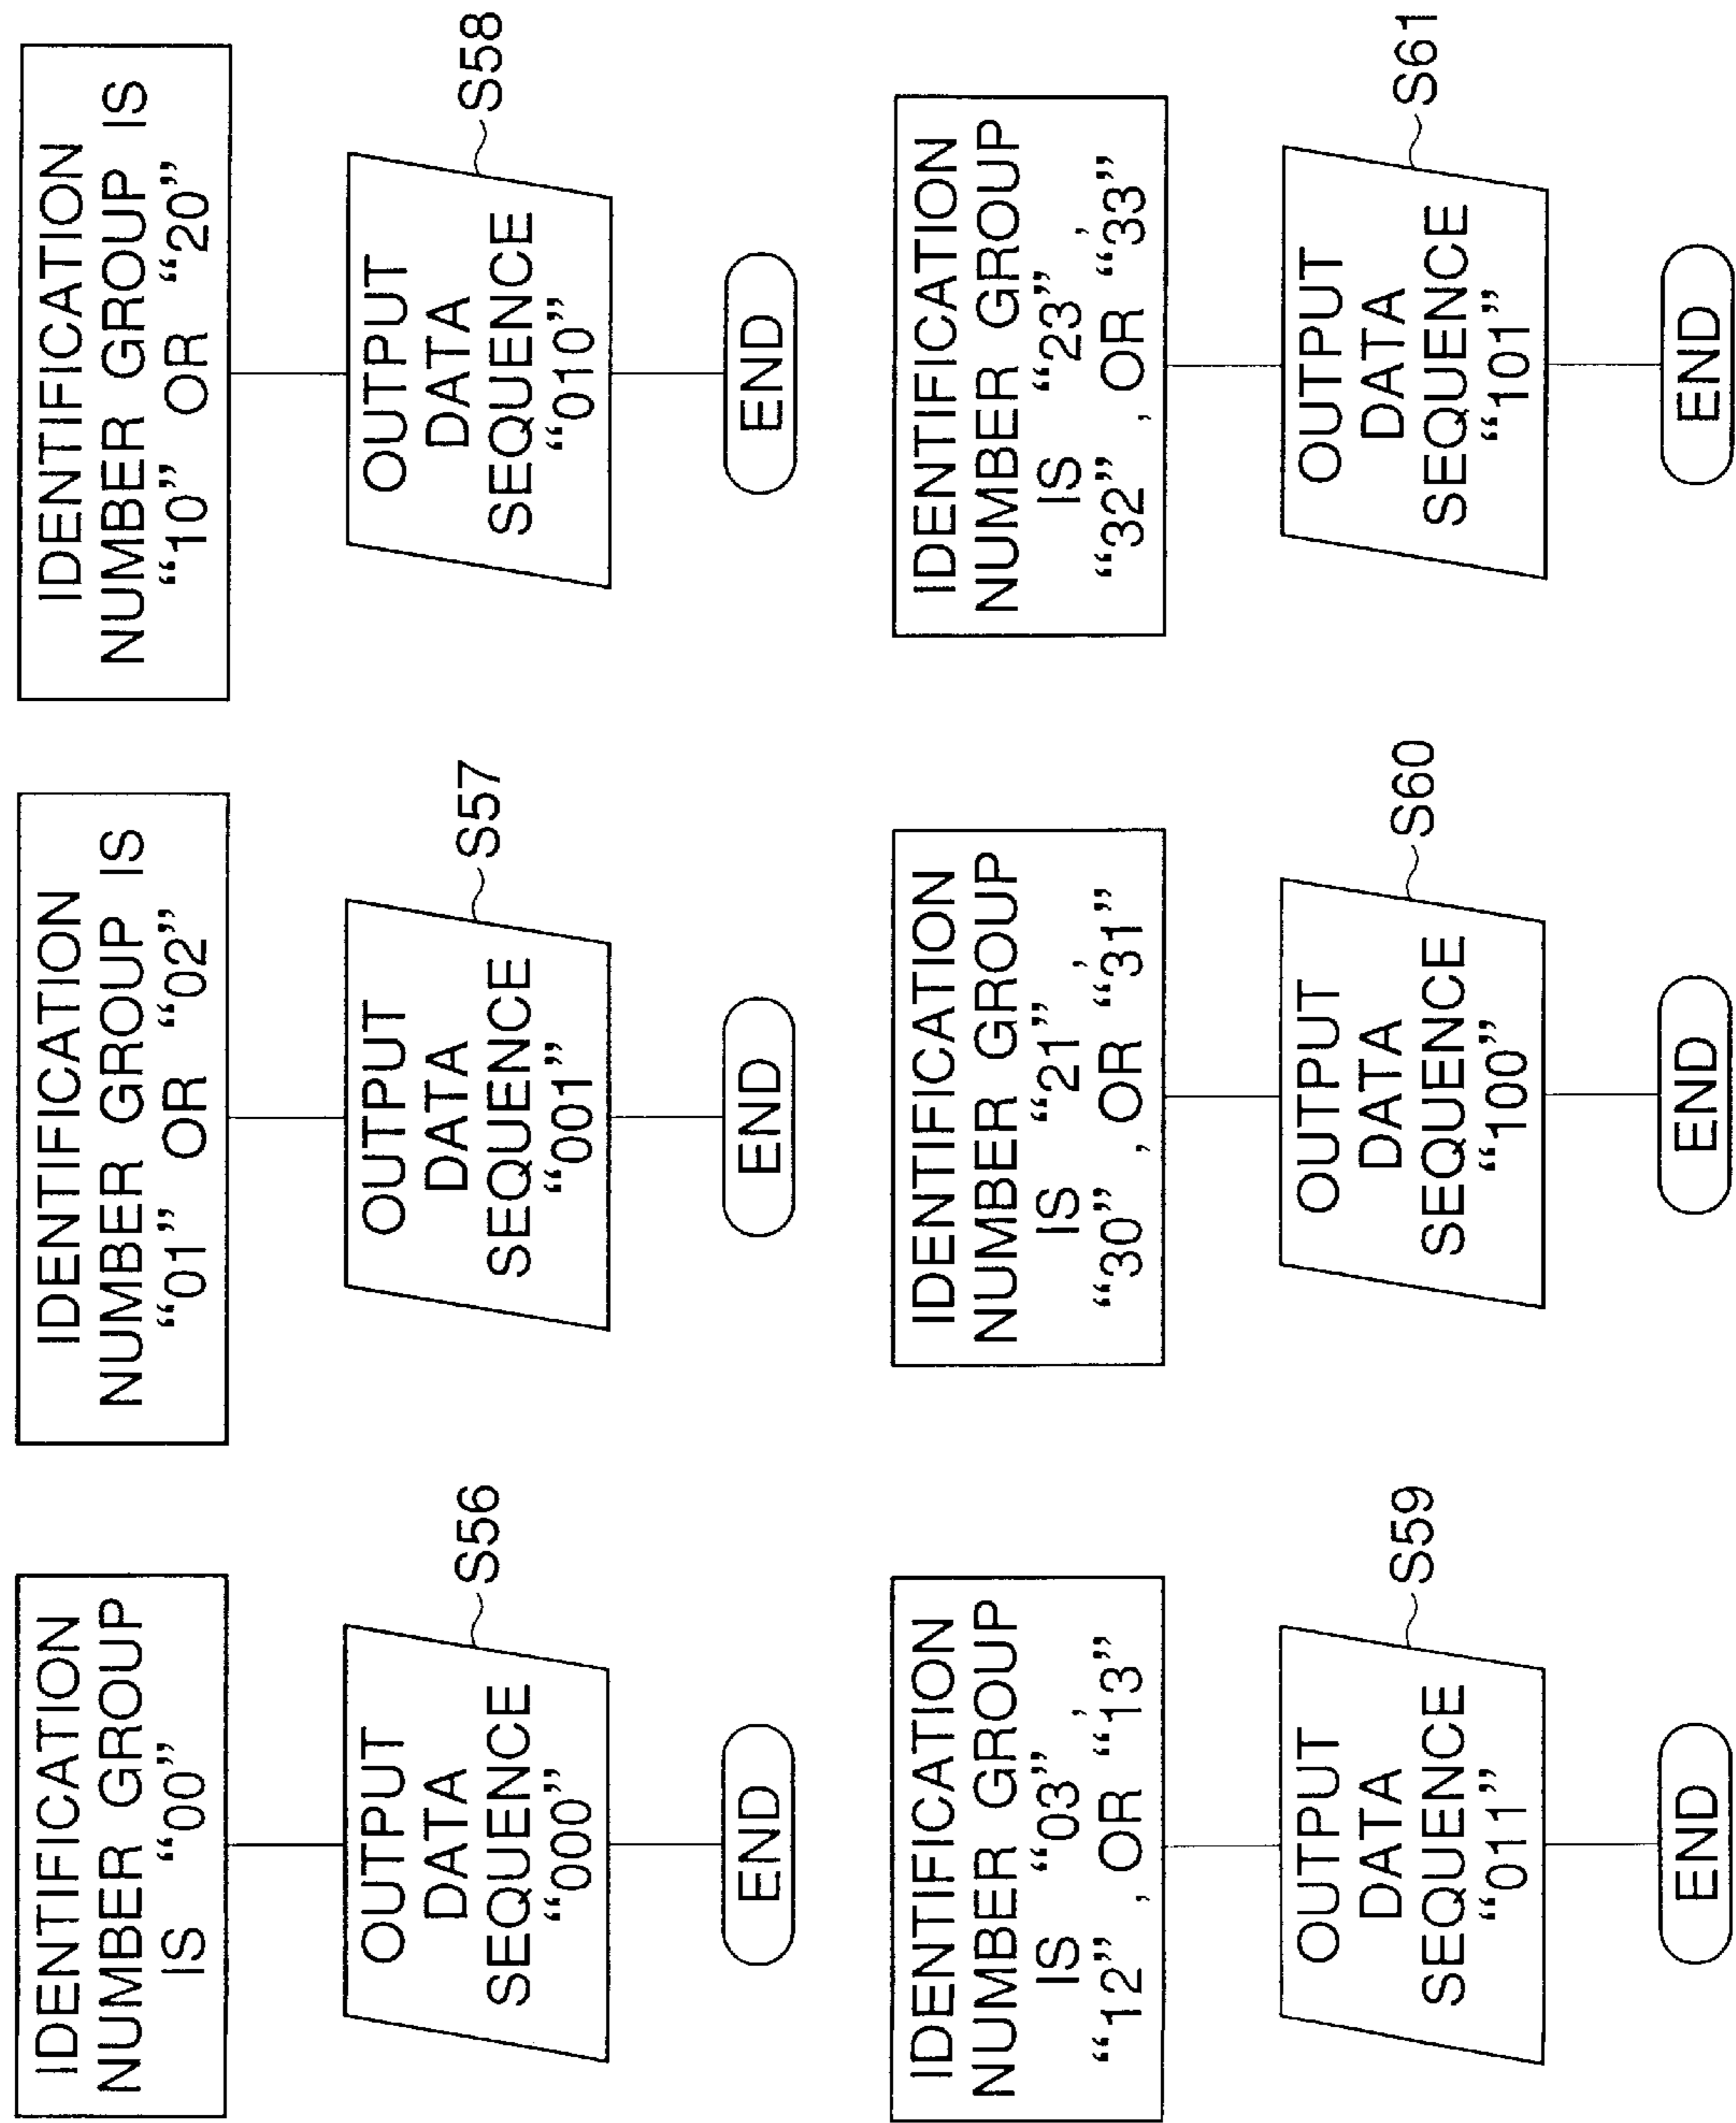 IDENTIFICATION
NUMBER GROUP
IS “00”
OUTPUT
DATA
SEQUENCE
“000”
S56
END
IDENTIFICATION
NUMBER GROUP IS
“01” OR “02”
OUTPUT
DATA
SEQUENCE
“001”
S57
END
IDENTIFICATION
NUMBER GROUP IS
“10” OR “20”
OUTPUT
DATA
SEQUENCE
“010”
S58
END
IDENTIFICATION
NUMBER GROUP
IS “03” ,
“12” , OR “13”
OUTPUT
DATA
SEQUENCE
“011”
S59
END
IDENTIFICATION
NUMBER GROUP
IS “21” ,
“30” , OR “31”
OUTPUT
DATA
SEQUENCE
“100”
S60
END
IDENTIFICATION
NUMBER GROUP
IS “23” ,
“32” , OR “33”
OUTPUT
DATA
SEQUENCE
“101”
S61
END